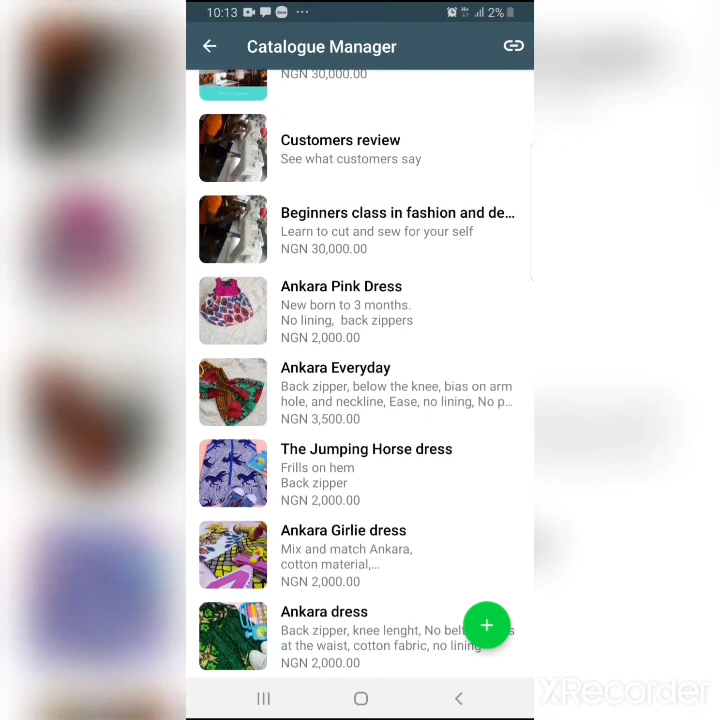 10:13
2%
Catalogue Manager
NGN 30,000.00
Customers review
See what customers say
Beginners class in fashion and de...
Learn to cut and sew for your self
NGN 30,000.00
Ankara Pink Dress
New born to 3 months.
No lining, back zippers
NGN 2,000.00
Ankara Everyday
Back zipper, below the knee, bias on arm
hole, and neckline, Ease, no lining, No p...
NGN 3,500.00
The Jumping Horse dress
Frills on hem
Back zipper
NGN 2,000.00
Ankara Girlie dress
Mix and match Ankara,
cotton material,...
NGN 2,000.00
Ankara dress
Back zipper, knee lenght, No
at the waist, cotton fabric, no lining
NGN 2,000.00
XRecorder